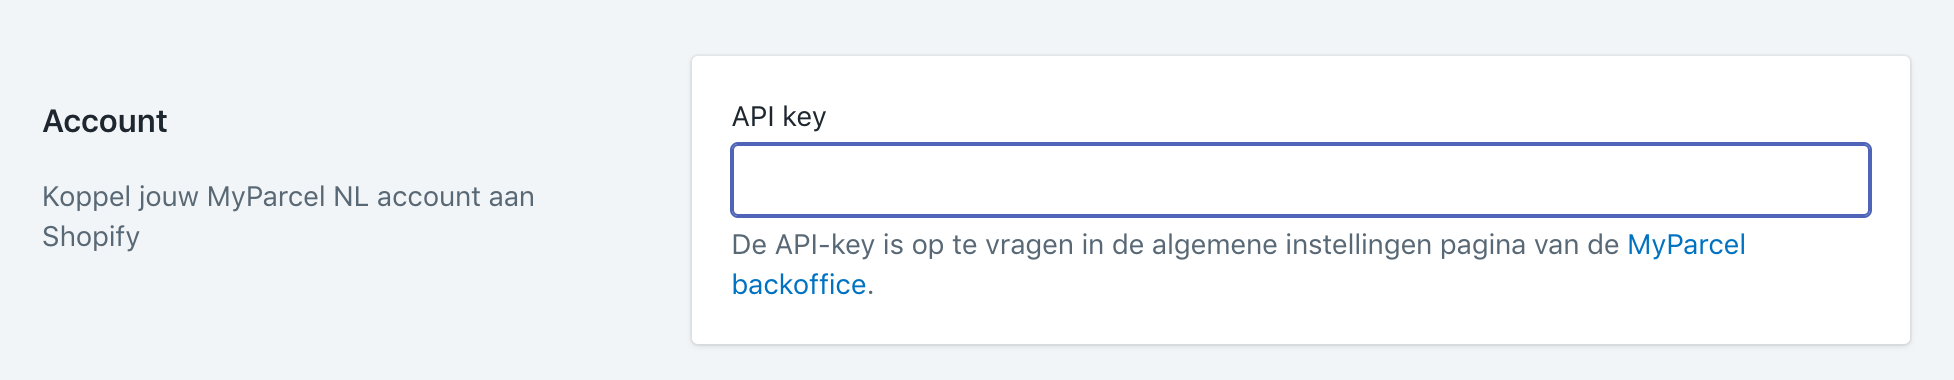 Account
Koppel jouw MyParcel NL account aan
Shopify
API key
De API-key is op te vragen in de algemene instellingen pagina van de MyParcel
backoffice.